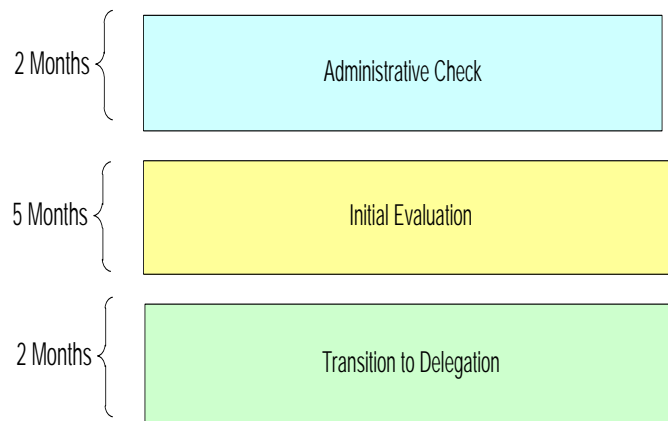 2 Months
Administrative Check
5 Months
Initial Evaluation
2 Months
Transition to Delegation